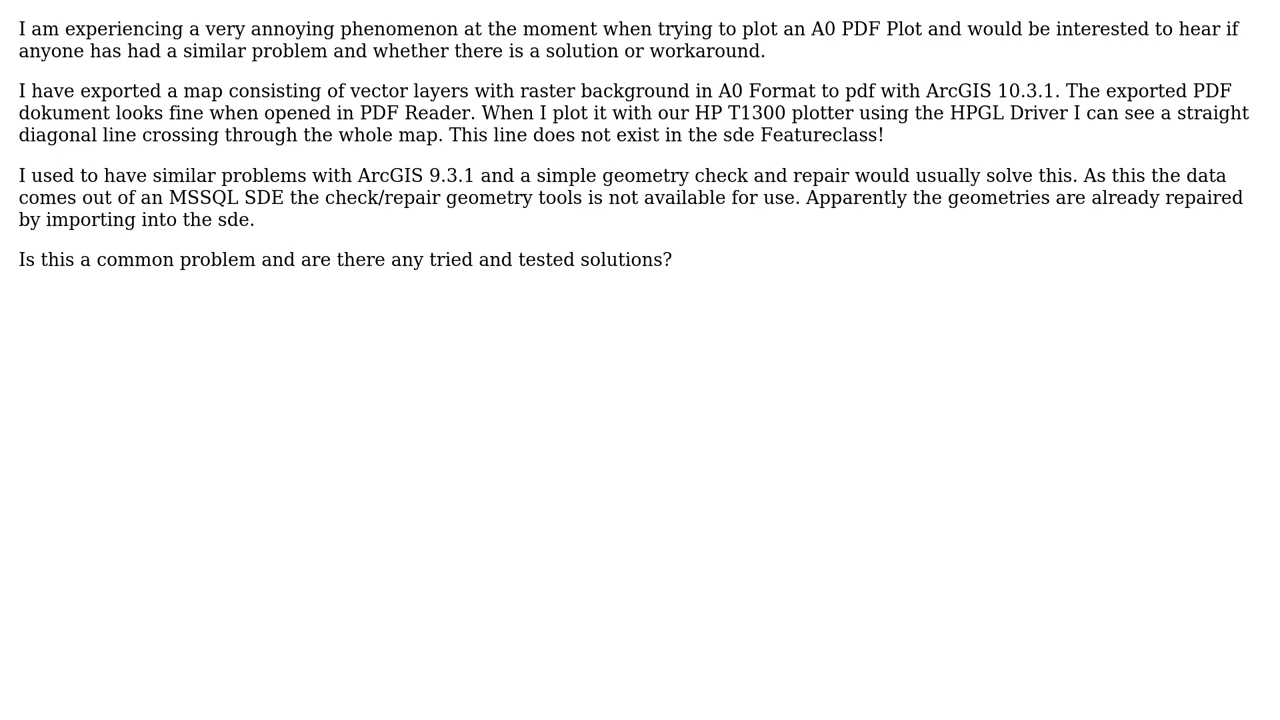 I am experiencing a very annoying phenomenon at the moment when trying to plot an A0 PDF Plot and would be interested to hear if
anyone has had a similar problem and whether there is a solution or workaround.
I have exported a map consisting of vector layers with raster background in A0 Format to pdf with ArcGIS 10.3.1. The exported PDF
dokument looks fine when opened in PDF Reader. When I plot it with our HP T1300 plotter using the HPGL Driver I can see a straight
diagonal line crossing through the whole map. This line does not exist in the sde Featureclass!
I used to have similar problems with ArcGIS 9.3.1 and a simple geometry check and repair would usually solve this. As this the data
comes out of an MSSQL SDE the check/repair geometry tools is not available for use. Apparently the geometries are already repaired
by importing into the sde.
Is this a common problem and are there any tried and tested solutions?